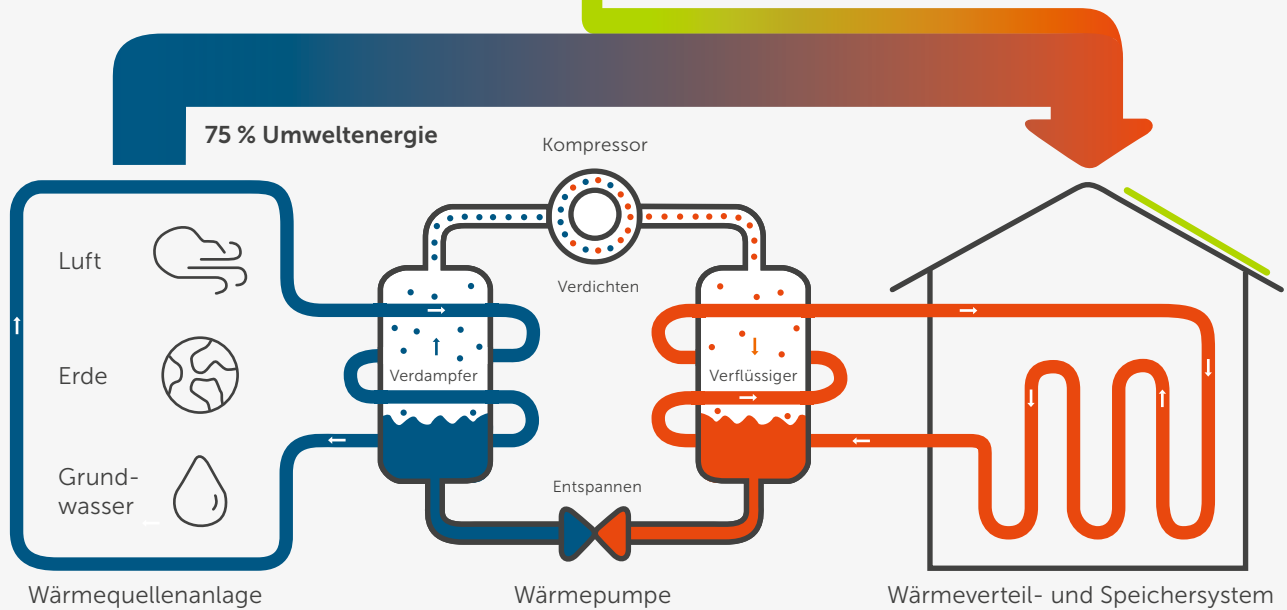 75 % Umweltenergie
Kompressor
Verdichten
Luft
Erde
Grund-
wasser
Verdampfer
Verflüssiger
Entspannen
Wärmequellenanlage
Wärmepumpe
Wärmeverteil- und Speichersystem